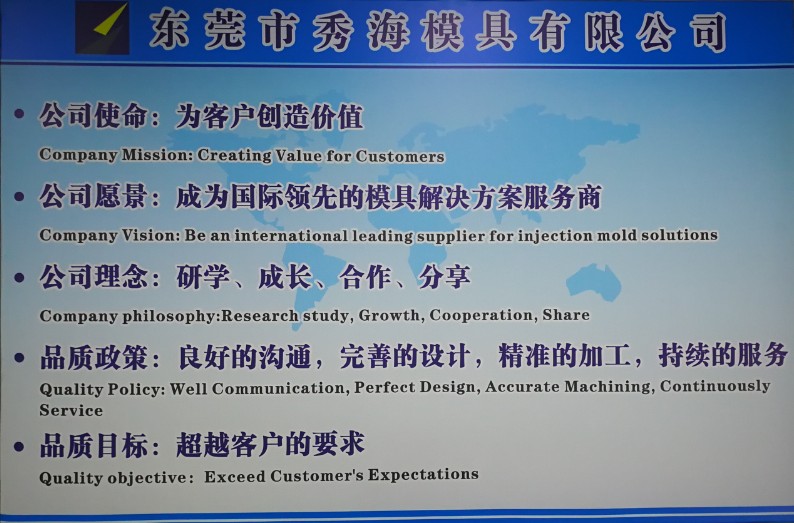 东莞市秀海模具有限公司
• 公司使命：为客户创造价值
Company Mission: Creating Value for Customers
• 公司愿景：成为国际领先的模具解决方案服务商
Company Vision: Be an international leading supplier for injection mold solutions
• 公司理念：研学、成长、合作、分享
Company philosophy:Research study, Growth, Cooperation, Share
• 品质政策：良好的沟通，完善的设计，精准的加工，持续的服务
Quality Policy: Well Communication, Perfect Design, Accurate Machining, Continuously
Service
• 品质目标：超越客户的要求
Quality objective：Exceed Customer's Expectations